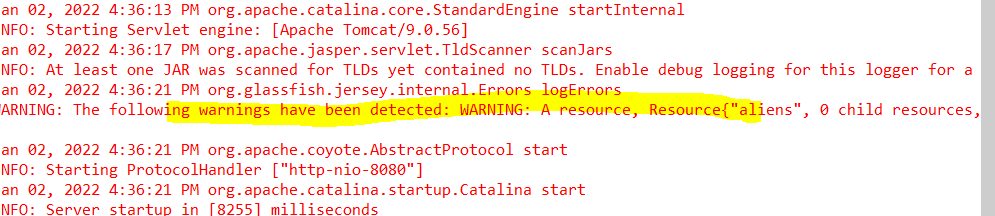 an 02, 2022 4:36:13 PM org.apache.catalina.core.StandardEngine startInternal
NFO: Starting Servlet engine: [Apache Tomcat/9.0.56]
an 02, 2022 4:36:17 PM org.apache.jasper.servlet.TldScanner scanJars
NFO: At least one JAR was scanned for TLDs yet contained no TLDs. Enable debug logging for this logger for a
an 02, 2022 4:36:21 PM org.glassfish.jersey.internal.Errors logErrors
WARNING: The following warnings have been detected: WARNING: A resource, Resource{"aliens", 0 child resources,
an 02, 2022 4:36:21 PM org.apache.coyote.AbstractProtocol start
NFO: Starting ProtocolHandler ["http-nio-8080"]
an 02, 2022 4:36:21 PM org.apache.catalina.startup.Catalina start
NFO: Server startup in [8255] milliseconds